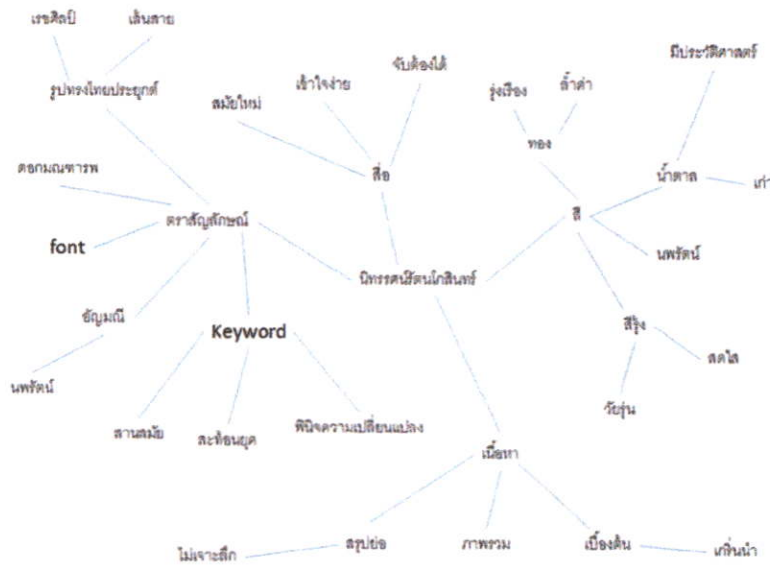 เรขศิลป์
เส้นสาย
รูปทรงไทยประยุกต์
สมัยใหม่
เข้าใจง่าย
จับต้องได้
รุ่งเรือง
ล้ำค่า
มีประวัติศาสตร์
ทอง
น้ำตาล
เก่า
สื่อ
สี
ดอกมณฑารพ
ตราสัญลักษณ์
font
นิทรรศน์รัตนโกสินทร์
นพรัตน์
อัญมณี
Keyword
สีรุ้ง
สดใส
นพรัตน์
วัยรุ่น
สานสมัย
สะท้อนยุค
พินิจความเปลี่ยนแปลง
เนื้อหา
ไม่เจาะลึก
สรุปย่อ
ภาพรวม
เบื้องต้น
เกริ่นนำ